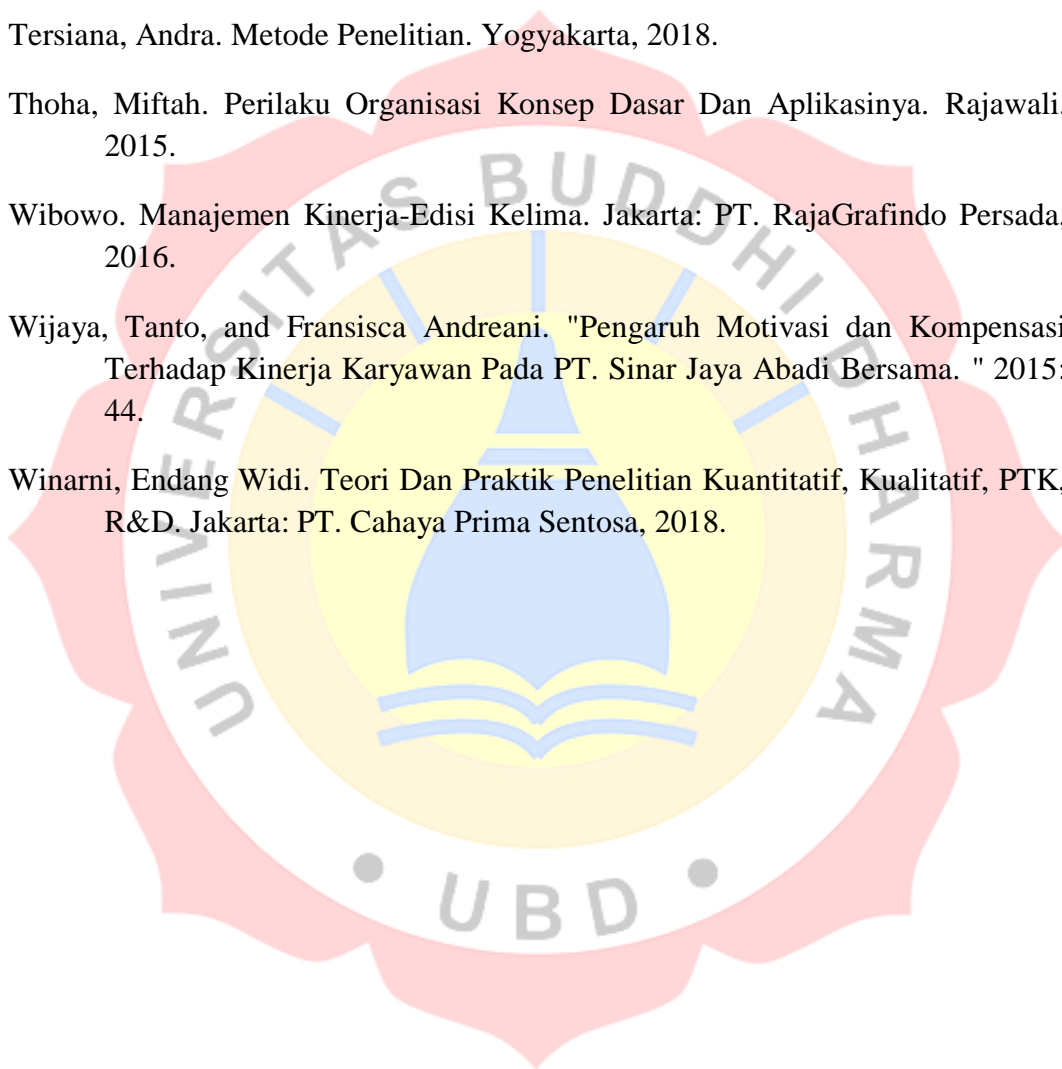 Tersiana, Andra. Metode Penelitian. Yogyakarta, 2018.
Thoha, Miftah. Perilaku Organisasi Konsep Dasar Dan Aplikasinya. Rajawali,
2015.
Wibowo. Manajemen Kinerja-Edisi Kelima. Jakarta: PT. RajaGrafindo Persada,
2016.
Wijaya, Tanto, and Fransisca Andreani. "Pengaruh Motivasi dan Kompensasi
Terhadap Kinerja Karyawan Pada PT. Sinar Jaya Abadi Bersama. " 2015:
44.
Winarni, Endang Widi. Teori Dan Praktik Penelitian Kuantitatif, Kualitatif, PTK,
R&D. Jakarta: PT. Cahaya Prima Sentosa, 2018.
UNIVERSITAS BUDDHI DHARMA
• UBD •